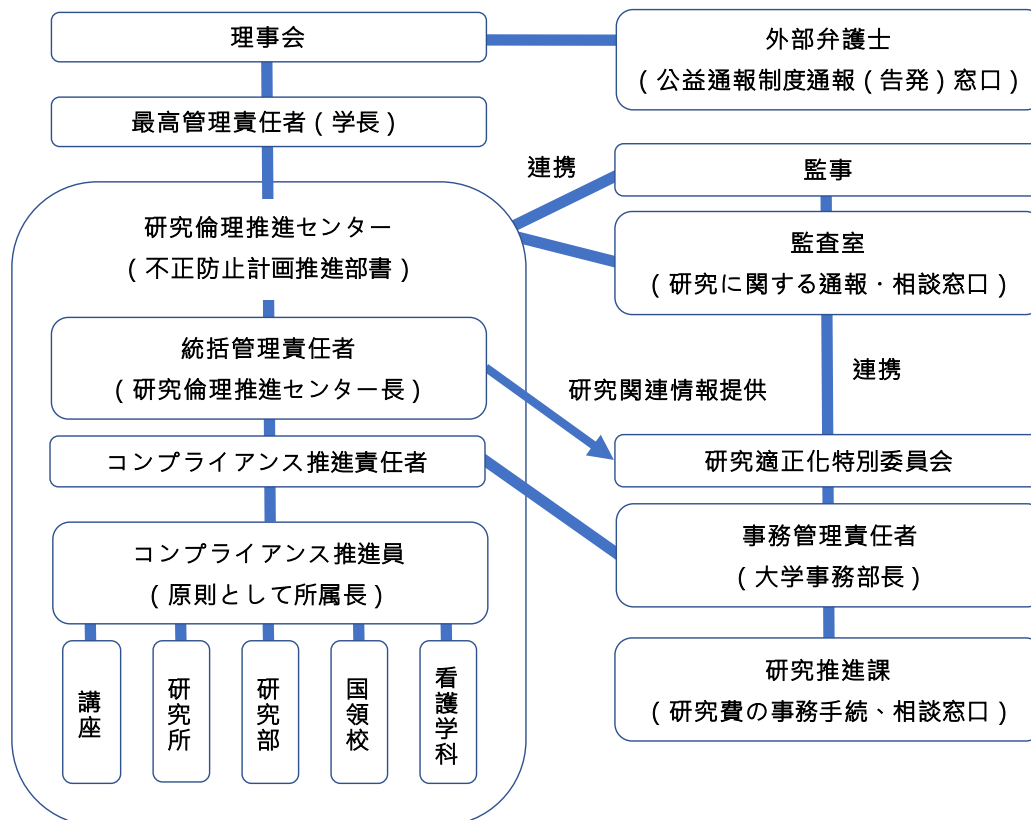 理事会
外部弁護士
(公益通報制度通報(告発)窓口)
最高管理責任者(学長)
連携
監事
研究倫理推進センター
(不正防止計画推進部書)
監査室
(研究に関する通報・相談窓口)
統括管理責任者
(研究倫理推進センター長)
研究関連情報提供
連携
コンプライアンス推進責任者
研究適正化特別委員会
コンプライアンス推進員
(原則として所属長)
事務管理責任者
(大学事務部長)
講座
研究所
研究部
国領校
看護学科
研究推進課
(研究費の事務手続、相談窓口)